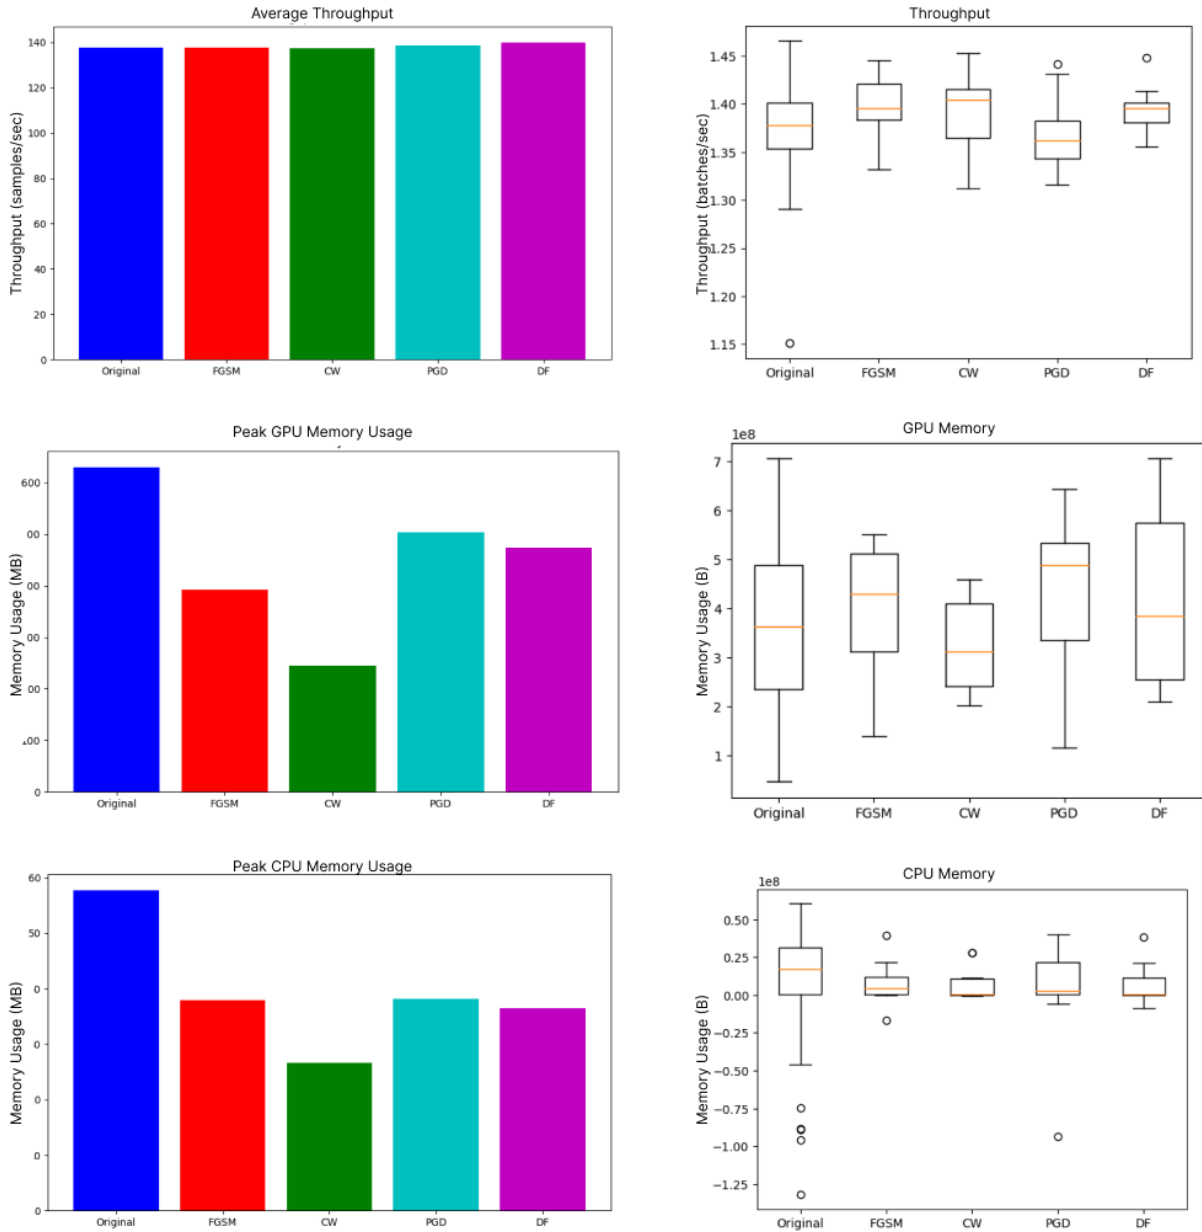 Average Throughput
Throughput (samples/sec)
140
120
100
80
60
40
20
0
Original FGSM CW PGD DF
Throughput
Throughput (batches/sec)
1.45
1.40
1.35
1.30
1.25
1.20
1.15
Original FGSM CW PGD DF
Peak GPU Memory Usage
Memory Usage (MB)
600
00
00
00
00
00
0
Original FGSM CW PGD DF
GPU Memory
1e8
Memory Usage (B)
7
6
5
4
3
2
1
Original FGSM CW PGD DF
Peak CPU Memory Usage
Memory Usage (MB)
60
50
0
0
0
0
0
Original FGSM CW PGD DF
CPU Memory
1e8
Memory Usage (B)
0.50
0.25
0.00
−0.25
−0.50
−0.75
−1.00
−1.25
Original FGSM CW PGD DF